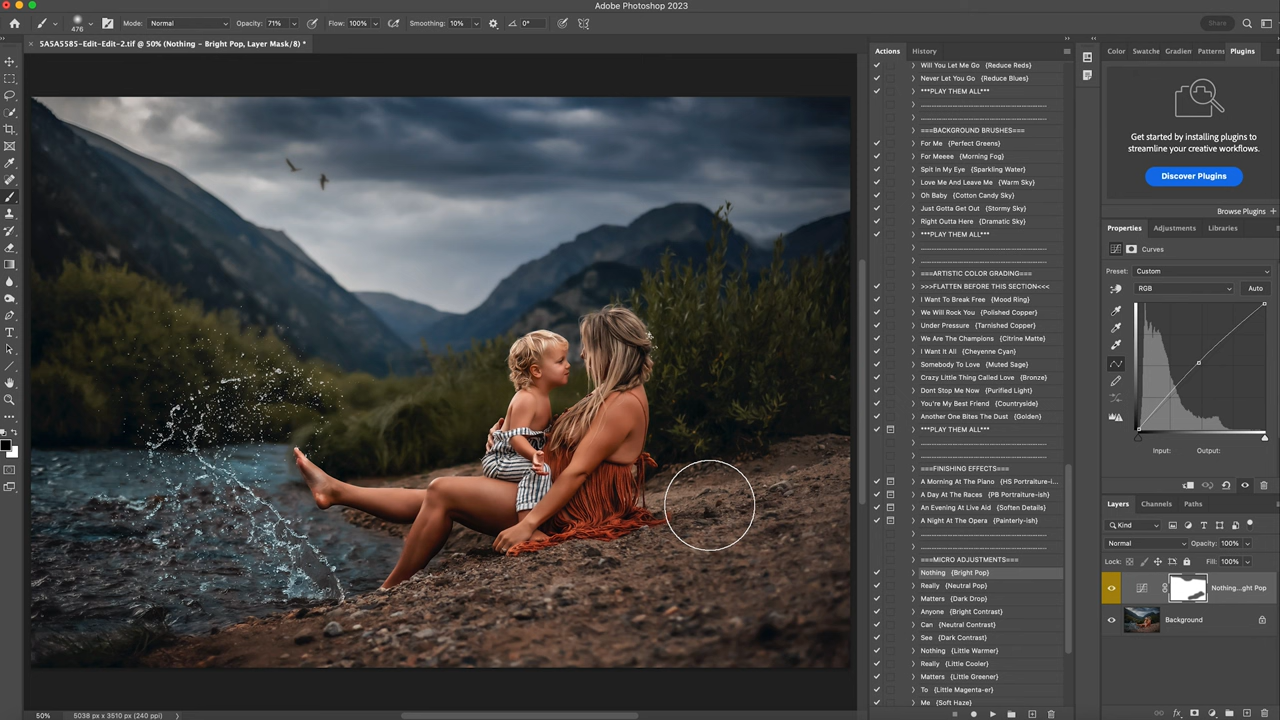 Adobe Photoshop 2023
476
Mode: Normal
Opacity: 71%
Flow: 100%
Smoothing: 10%
0°
Share
5A5A5585-Edit-Edit-2.tif @ 50% (Nothing - Bright Pop, Layer Mask/8) *
Actions
History
Will You Let Me Go {Reduce Reds}
Never Let You Go {Reduce Blues}
***PLAY THEM ALL***
===BACKGROUND BRUSHES===
For Me {Perfect Greens}
For Meeee {Morning Fog}
Spit In My Eye {Sparkling Water}
Love Me And Leave Me {Warm Sky}
Oh Baby {Cotton Candy Sky}
Just Gotta Get Out {Stormy Sky}
Right Outta Here {Dramatic Sky}
***PLAY THEM ALL***
===ARTISTIC COLOR GRADING===
>>>FLATTEN BEFORE THIS SECTION<<<
I Want To Break Free {Mood Ring}
We Will Rock You {Polished Copper}
Under Pressure {Tarnished Copper}
We Are The Champions {Citrine Matte}
I Want It All {Cheyenne Cyan}
Somebody To Love {Muted Sage}
Crazy Little Thing Called Love {Bronze}
Dont Stop Me Now {Purified Light}
You're My Best Friend {Countryside}
Another One Bites The Dust {Golden}
***PLAY THEM ALL***
===FINISHING EFFECTS===
A Morning At The Piano {HS Portraiture-i...
A Day At The Races {PB Portraiture-ish}
An Evening At Live Aid {Soften Details}
A Night At The Opera {Painterly-ish}
===MICRO ADJUSTMENTS===
Nothing {Bright Pop}
Really {Neutral Pop}
Matters {Dark Drop}
Anyone {Bright Contrast}
Can {Neutral Contrast}
See {Dark Contrast}
Nothing {Little Warmer}
Really {Little Cooler}
Matters {Little Greener}
To {Little Magenta-er}
Me {Soft Haze}
Color
Swatche
Gradien
Patterns
Plugins
Get started by installing plugins to
streamline your creative workflows.
Discover Plugins
Browse Plugins +
Properties
Adjustments
Libraries
Curves
Preset: Custom
RGB
Auto
Input:
Output:
Layers
Channels
Paths
Kind
Normal
Opacity: 100%
Lock:
Fill: 100%
Nothing...ght Pop
Background
50%
5038 px x 3510 px (240 ppi)